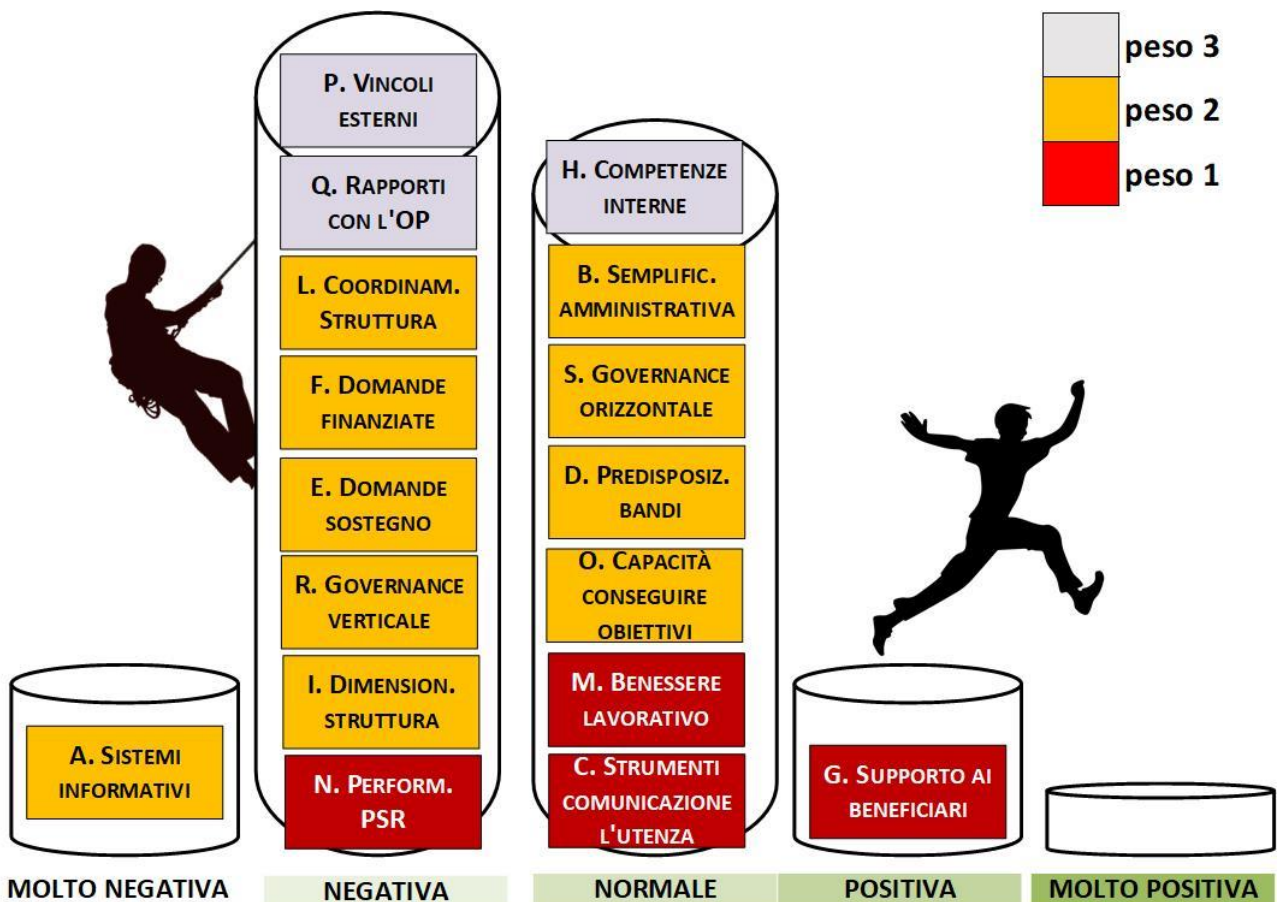 peso 3
peso 2
peso 1
P. VINCOLI
ESTERNI
Q. RAPPORTI
CON L'OP
L. COORDINAM.
STRUTTURA
F. DOMANDE
FINANZIATE
E. DOMANDE
SOSTEGNO
R. GOVERNANCE
VERTICALE
I. DIMENSION.
STRUTTURA
N. PERFORM.
PSR
H. COMPETENZE
INTERNE
B. SEMPLIFIC.
AMMINISTRATIVA
S. GOVERNANCE
ORIZZONTALE
D. PREDISPOSIZ.
BANDI
O. CAPACITÀ
CONSEGUIRE
OBIETTIVI
M. BENESSERE
LAVORATIVO
C. STRUMENTI
COMUNICAZIONE
L'UTENZA
A. SISTEMI
INFORMATIVI
G. SUPPORTO AI
BENEFICIARI
MOLTO NEGATIVA
NEGATIVA
NORMALE
POSITIVA
MOLTO POSITIVA